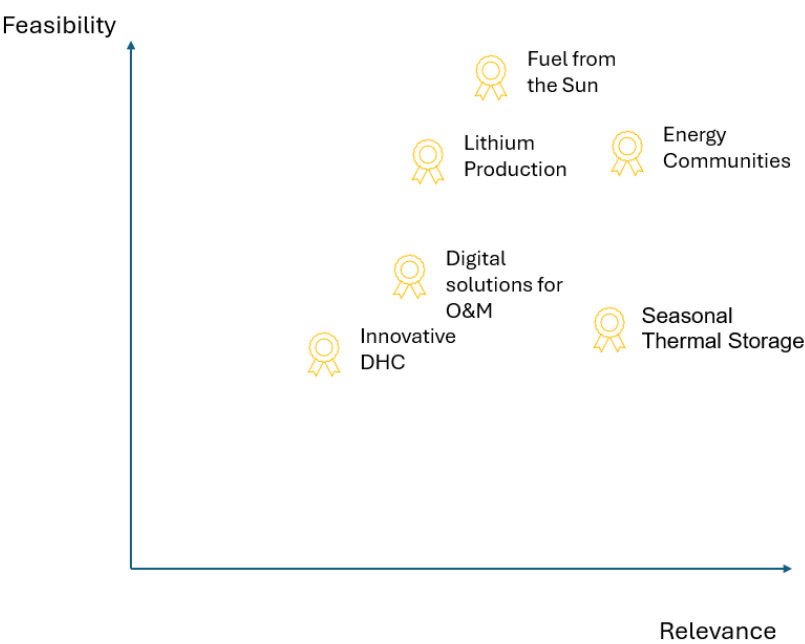 Feasibility
Fuel from
the Sun
Lithium
Production
Energy
Communities
Digital
solutions for
O&M
Innovative
DHC
Seasonal
Thermal Storage
Relevance